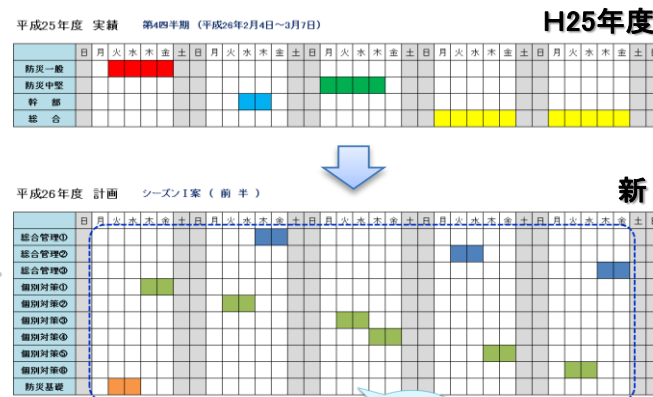 平成25年度 実績 第4四半期 (平成26年2月4日～3月7日) H25年度
日 月 火 水 木 金 土 日 月 火 水 木 金 土 日 月 火 水 木 金 土 日 月 火 水 木 金 土 日 月 火 水 木 金 土
防災一般
防災中堅
幹 部
総 合
平成26年度 計画 シーズンⅠ案 ( 前 半 ) 新
日 月 火 水 木 金 土 日 月 火 水 木 金 土 日 月 火 水 木 金 土 日 月 火 水 木 金 土 日 月 火 水 木 金 土
総合管理①
総合管理②
総合管理③
個別対策①
個別対策②
個別対策③
個別対策④
個別対策⑤
個別対策⑥
防災基礎